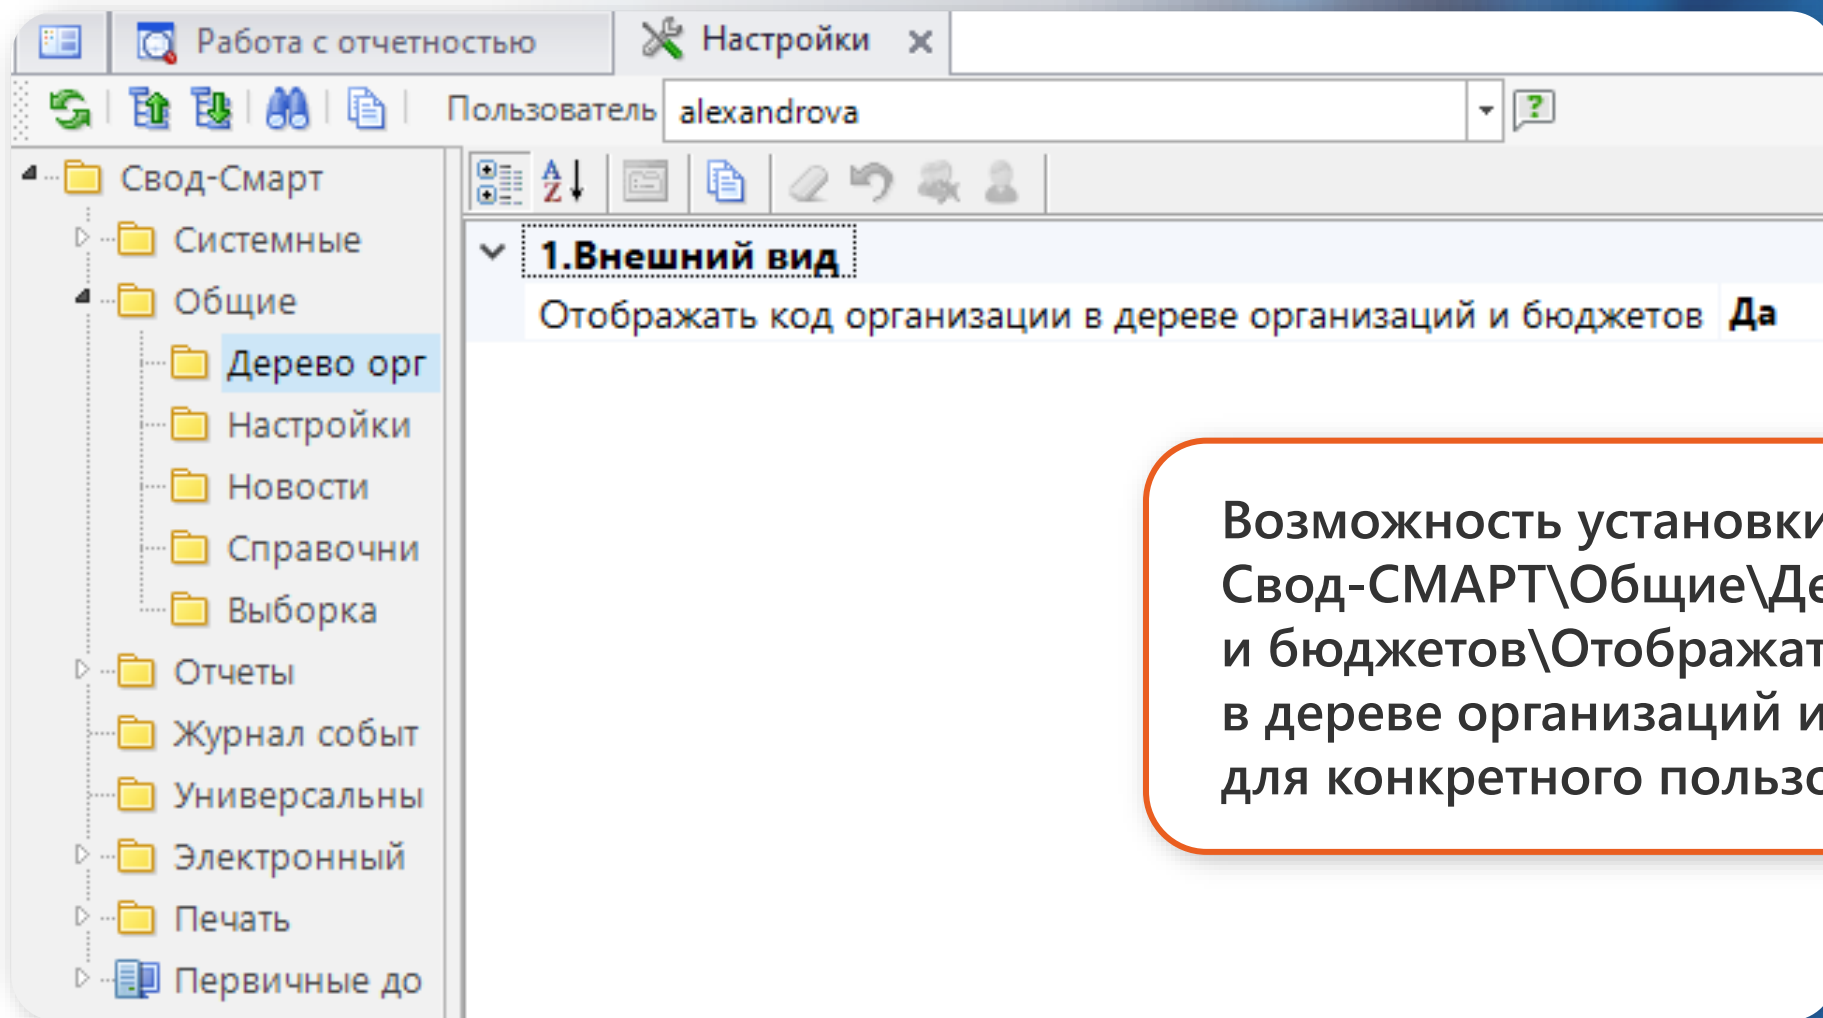 Работа с отчетностью
Настройки
Пользователь alexandrova
Свод-Смарт
Системные
Общие
Дерево орг
Настройки
Новости
Справочни
Выборка
Отчеты
Журнал событ
Универсальны
Электронный
Печать
Первичные до
1.Внешний вид
Отображать код организации в дереве организаций и бюджетов Да
Возможность установки
Свод-СМАРТ\Общие\Де
и бюджетов\Отображат
в дереве организаций и
для конкретного пользо